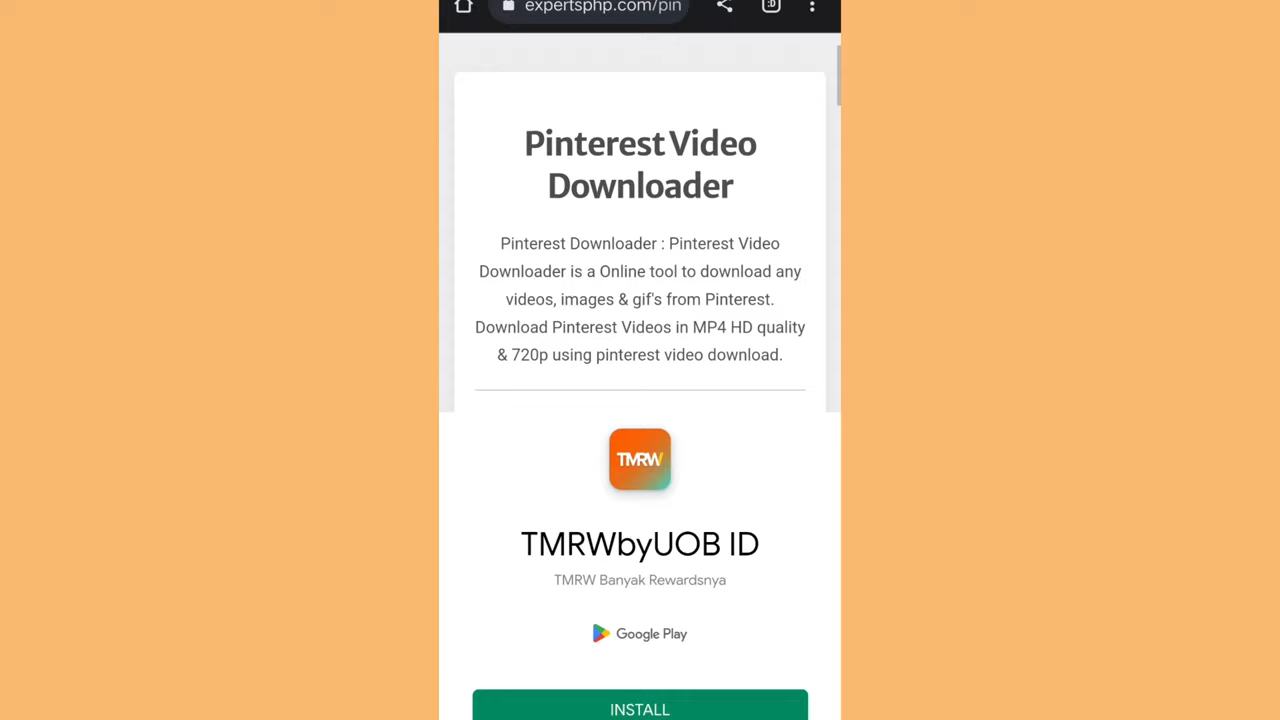 expertsphp.com/pin
:D
Pinterest Video
Downloader
Pinterest Downloader : Pinterest Video
Downloader is a Online tool to download any
videos, images & gif's from Pinterest.
Download Pinterest Videos in MP4 HD quality
& 720p using pinterest video download.
TMRW
TMRWbyUOB ID
TMRW Banyak Rewardsnya
Google Play
INSTALL